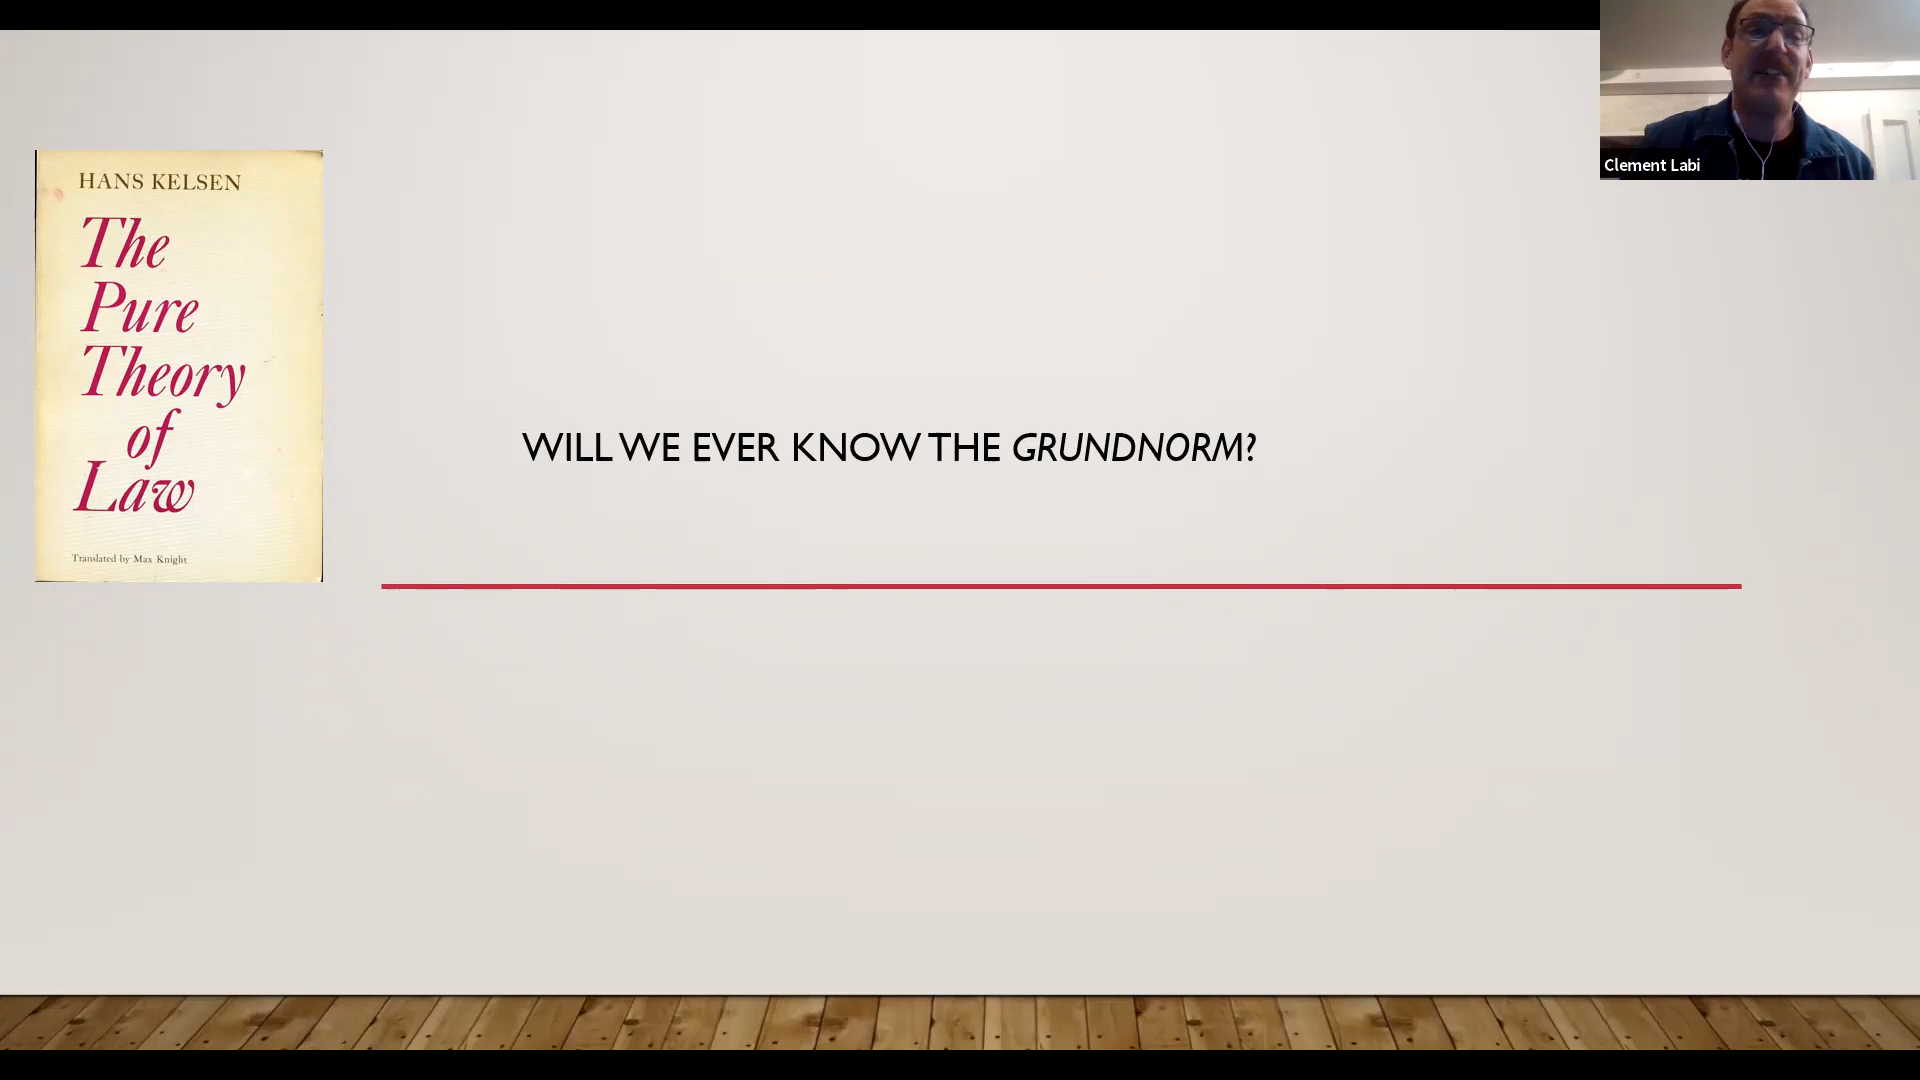 HANS KELSEN
The
Pure
Theory
of
Law
Translated by Max Knight
WILL WE EVER KNOW THE GRUNDNORM?
Clement Labi